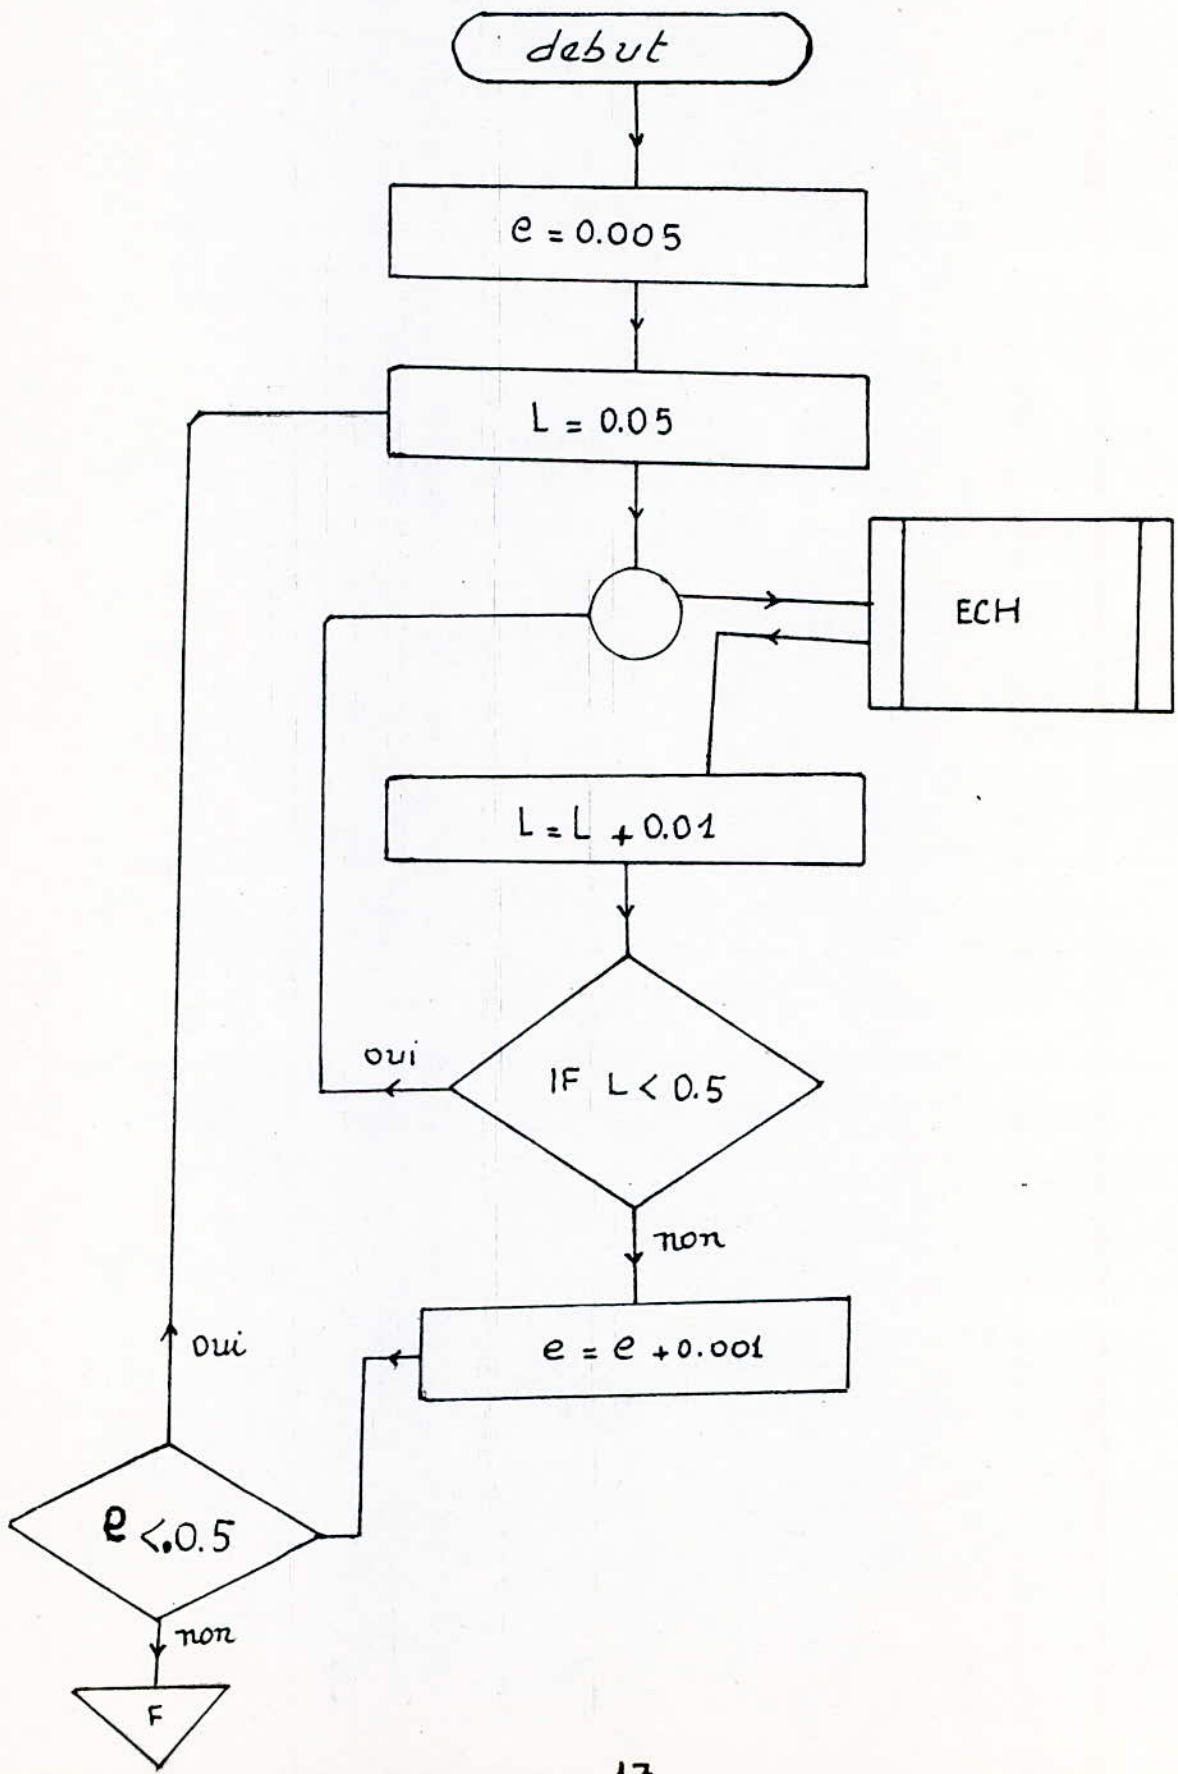 debut
e = 0.005
L = 0.05
ECH
L = L + 0.01
oui
IF L < 0.5
non
e = e + 0.001
oui
e < 0.5
non
F
17